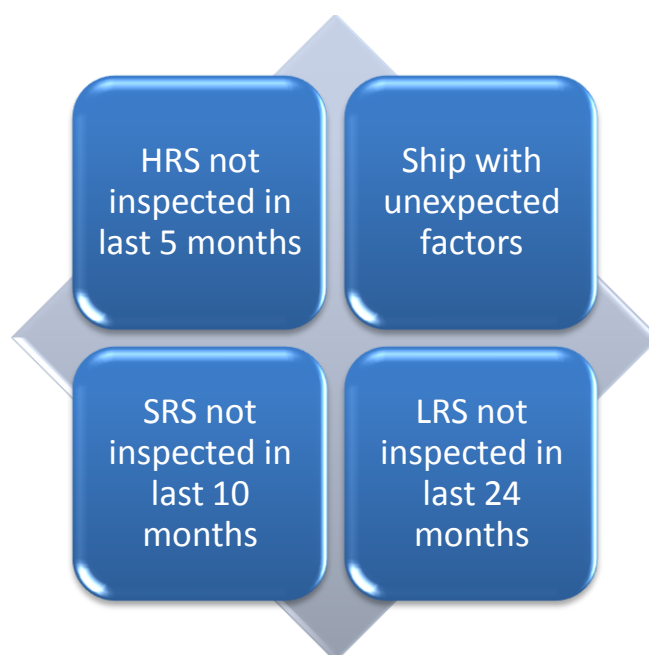 HRS not
inspected in
last 5 months
Ship with
unexpected
factors
SRS not
inspected in
last 10
months
LRS not
inspected in
last 24
months